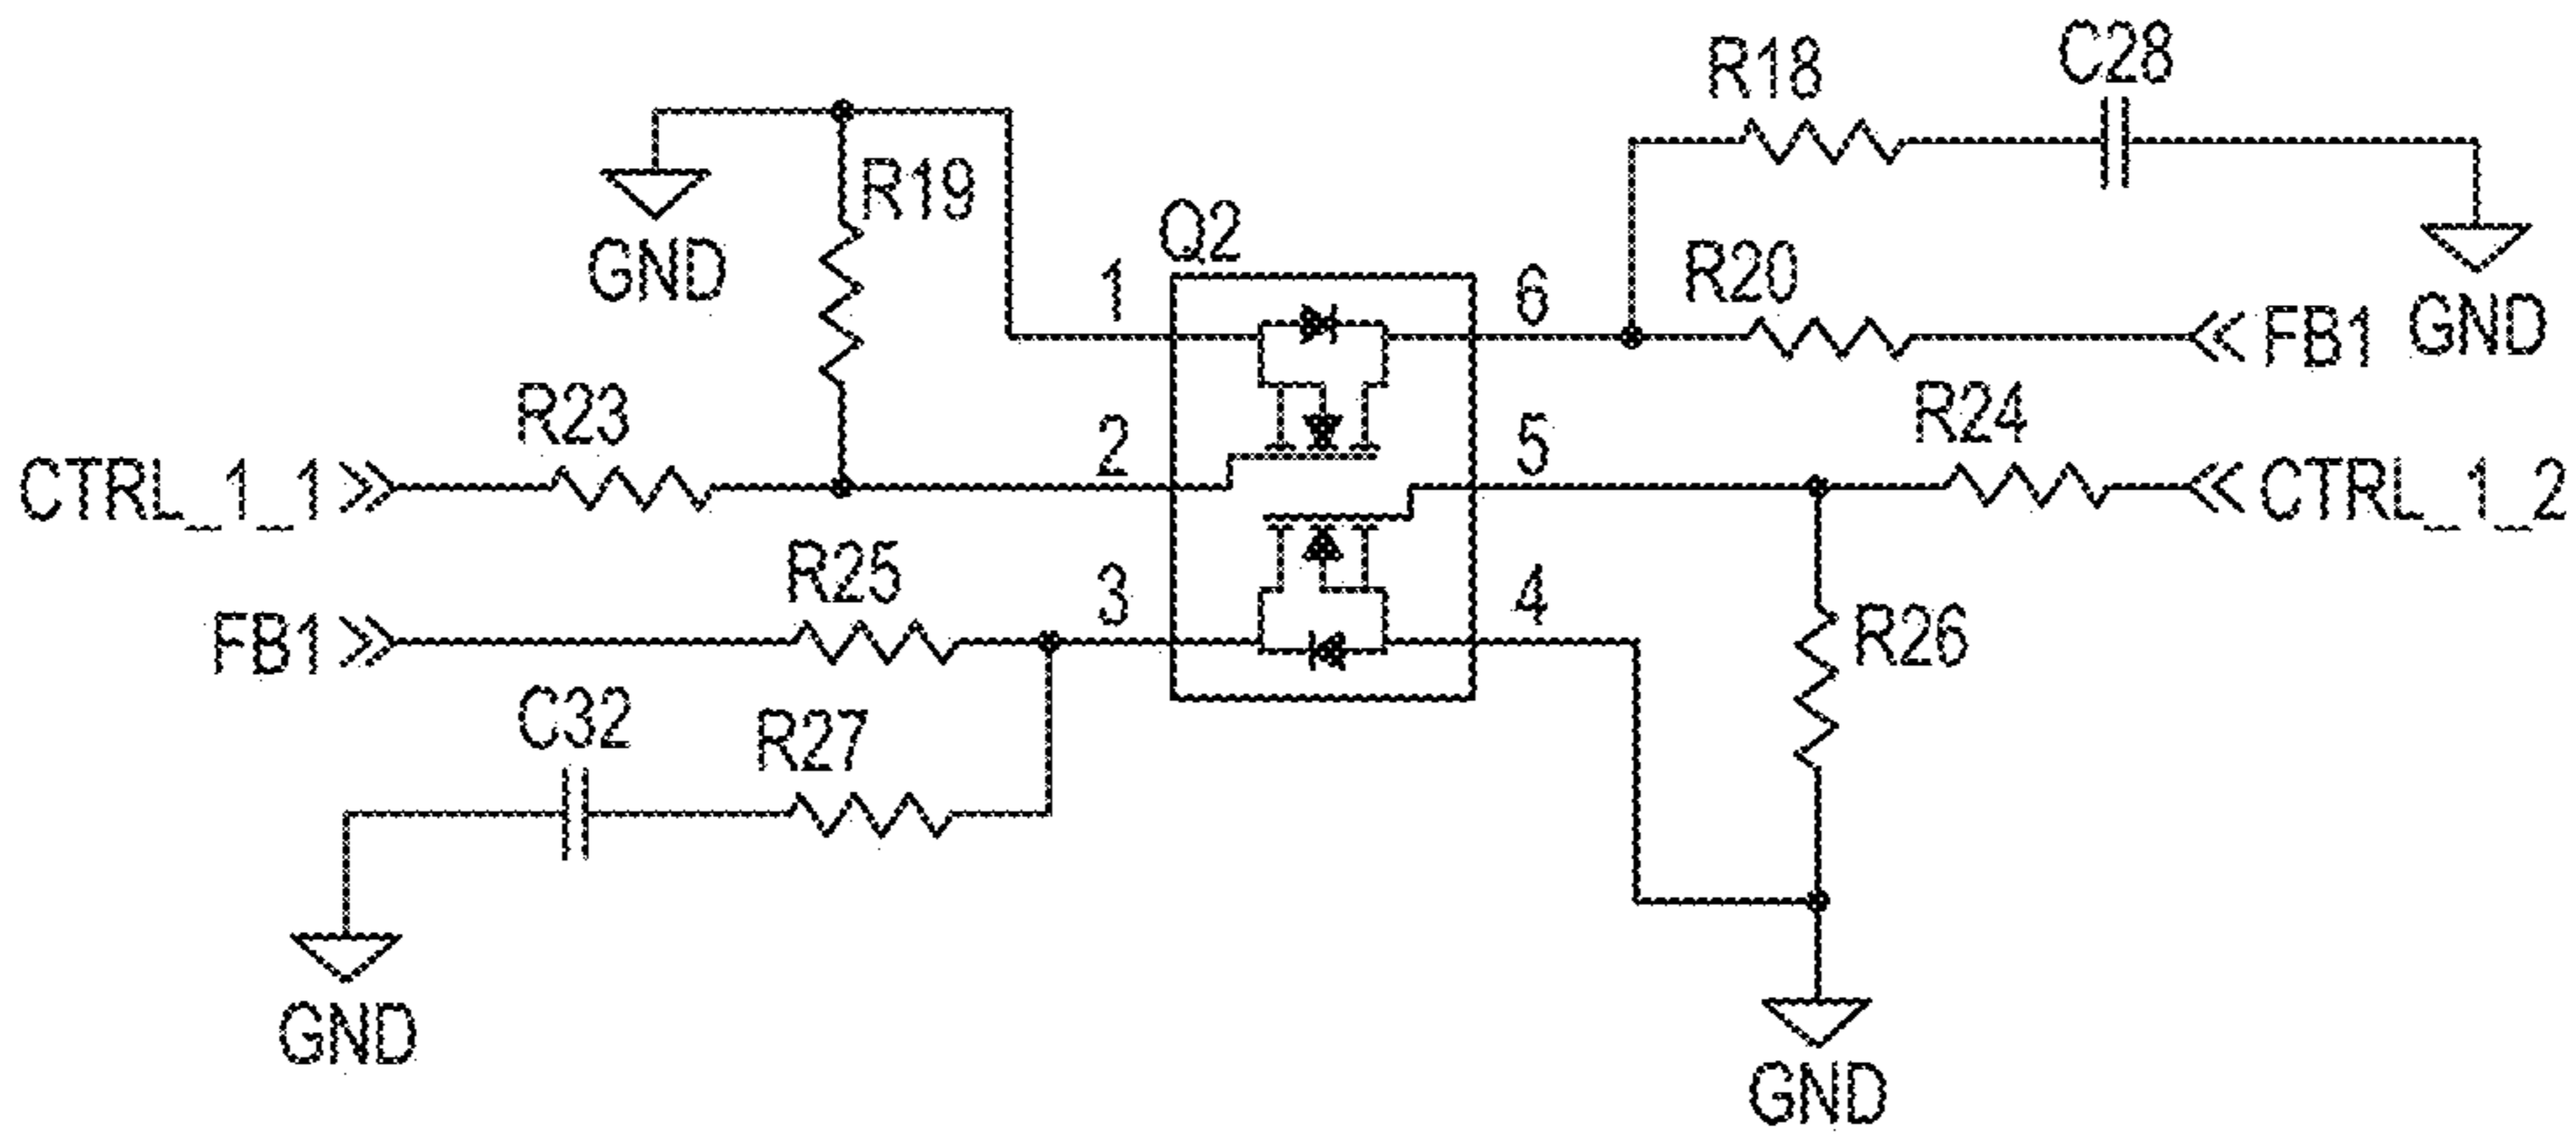 R18
C28
R19
GND
Q2
1
6
R20
FB1
GND
R23
2
5
R24
CTRL_1_1
CTRL_1_2
R25
3
4
FB1
R26
C32
R27
GND
GND